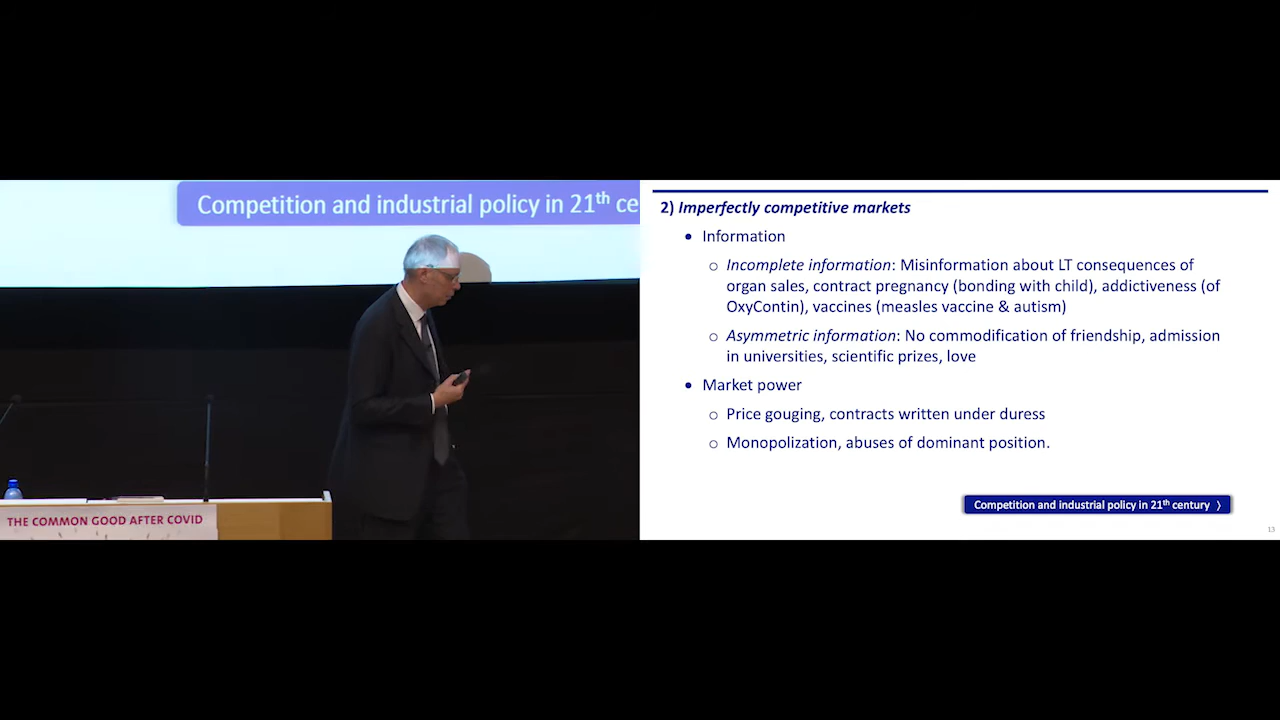 Competition and industrial policy in 21th ce
THE COMMON GOOD AFTER COVID
2) Imperfectly competitive markets
• Information
o Incomplete information: Misinformation about LT consequences of
organ sales, contract pregnancy (bonding with child), addictiveness (of
OxyContin), vaccines (measles vaccine & autism)
o Asymmetric information: No commodification of friendship, admission
in universities, scientific prizes, love
• Market power
o Price gouging, contracts written under duress
o Monopolization, abuses of dominant position.
Competition and industrial policy in 21th century ⟩
13